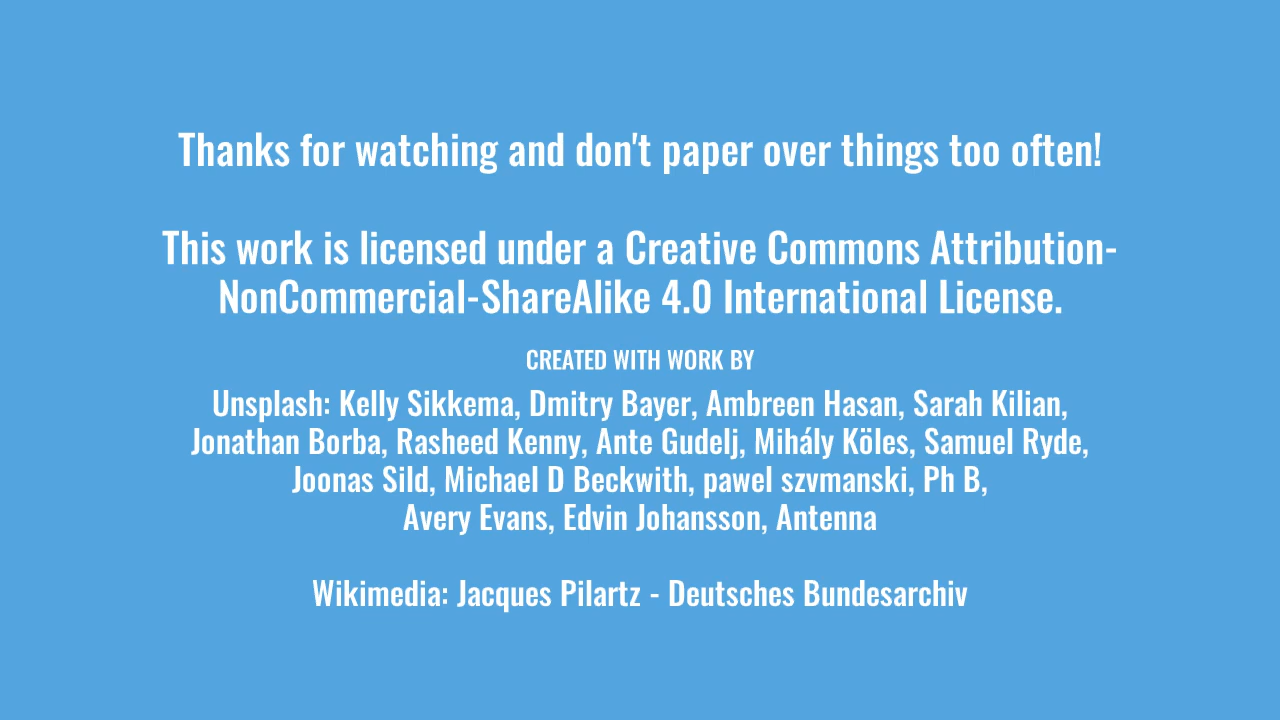 Thanks for watching and don't paper over things too often!
This work is licensed under a Creative Commons Attribution-
NonCommercial-ShareAlike 4.0 International License.
CREATED WITH WORK BY
Unsplash: Kelly Sikkema, Dmitry Bayer, Ambreen Hasan, Sarah Kilian,
Jonathan Borba, Rasheed Kenny, Ante Gudelj, Mihály Köles, Samuel Ryde,
Joonas Sild, Michael D Beckwith, pawel szvmanski, Ph B,
Avery Evans, Edvin Johansson, Antenna
Wikimedia: Jacques Pilartz - Deutsches Bundesarchiv